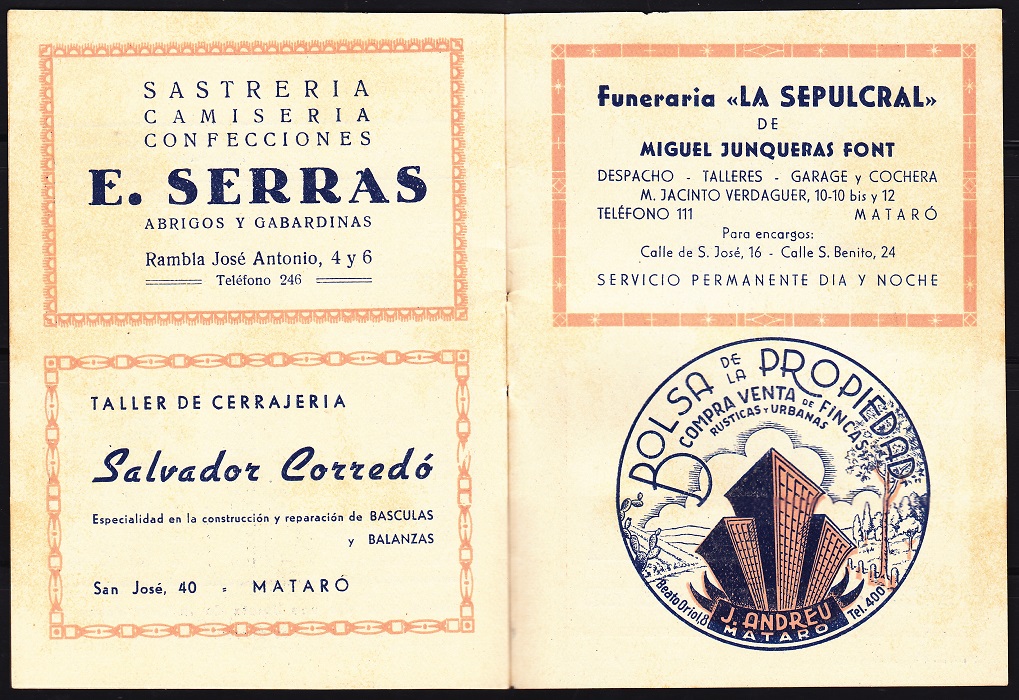 SASTRERIA
CAMISERIA
CONFECCIONES
E. SERRAS
ABRIGOS Y GABARDINAS
Rambla José Antonio, 4 y 6
Teléfono 246
TALLER DE CERRAJERIA
Salvador Corredó
Especialidad en la construcción y reparación de BASCULAS
y BALANZAS
San José, 40 - MATARÓ
Funeraria «LA SEPULCRAL»
DE
MIGUEL JUNQUERAS FONT
DESPACHO - TALLERES - GARAGE y COCHERA
M. JACINTO VERDAGUER, 10-10 bis y 12
TELÉFONO 111 MATARÓ
Para encargos:
Calle de S. José, 16 - Calle S. Benito, 24
SERVICIO PERMANENTE DIA Y NOCHE
BOLSA DE LA PROPIEDAD
COMPRA VENTA DE FINCAS
RUSTICAS Y URBANAS
Beato Oriol, 8
J. ANDREU
Tel. 400
MATARO